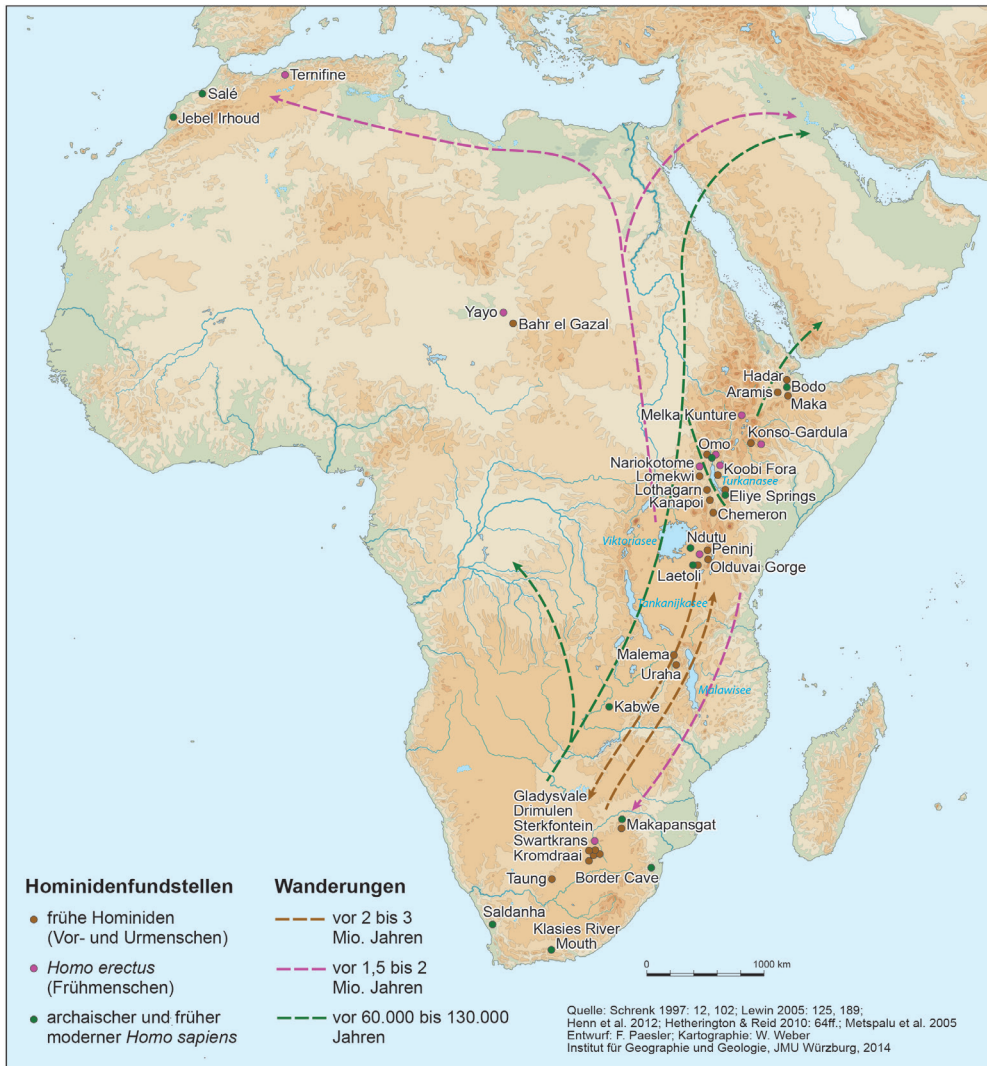 Ternifine
Salé
Jebel Irhoud
Yayo
Bahr el Gazal
Hadar
Bodo
Aramis
Maka
Melka Kunture
Konso-Gardula
Omo
Nariokotome
Koobi Fora
Lomekwi
Turkanasee
Lothagarn
Eliye Springs
Kanapoi
Chemeron
Ndutu
Viktoriasee
Peninj
Olduvai Gorge
Laetoli
Tankanijkasee
Malema
Uraha
Malawisee
Kabwe
Gladysvale
Drimulen
Sterkfontein
Makapansgat
Swartkrans
Kromdraai
Taung
Border Cave
Saldanha
Klasies River
Mouth
Hominidenfundstellen
frühe Hominiden
(Vor- und Urmenschen)
Homo erectus
(Frühmenschen)
archaischer und früher
moderner Homo sapiens
Wanderungen
vor 2 bis 3
Mio. Jahren
vor 1,5 bis 2
Mio. Jahren
vor 60.000 bis 130.000
Jahren
0 1000 km
Quelle: Schrenk 1997: 12, 102; Lewin 2005: 125, 189;
Henn et al. 2012; Hetherington & Reid 2010: 64ff.; Metspalu et al. 2005
Entwurf: F. Paesler; Kartographie: W. Weber
Institut für Geographie und Geologie, JMU Würzburg, 2014